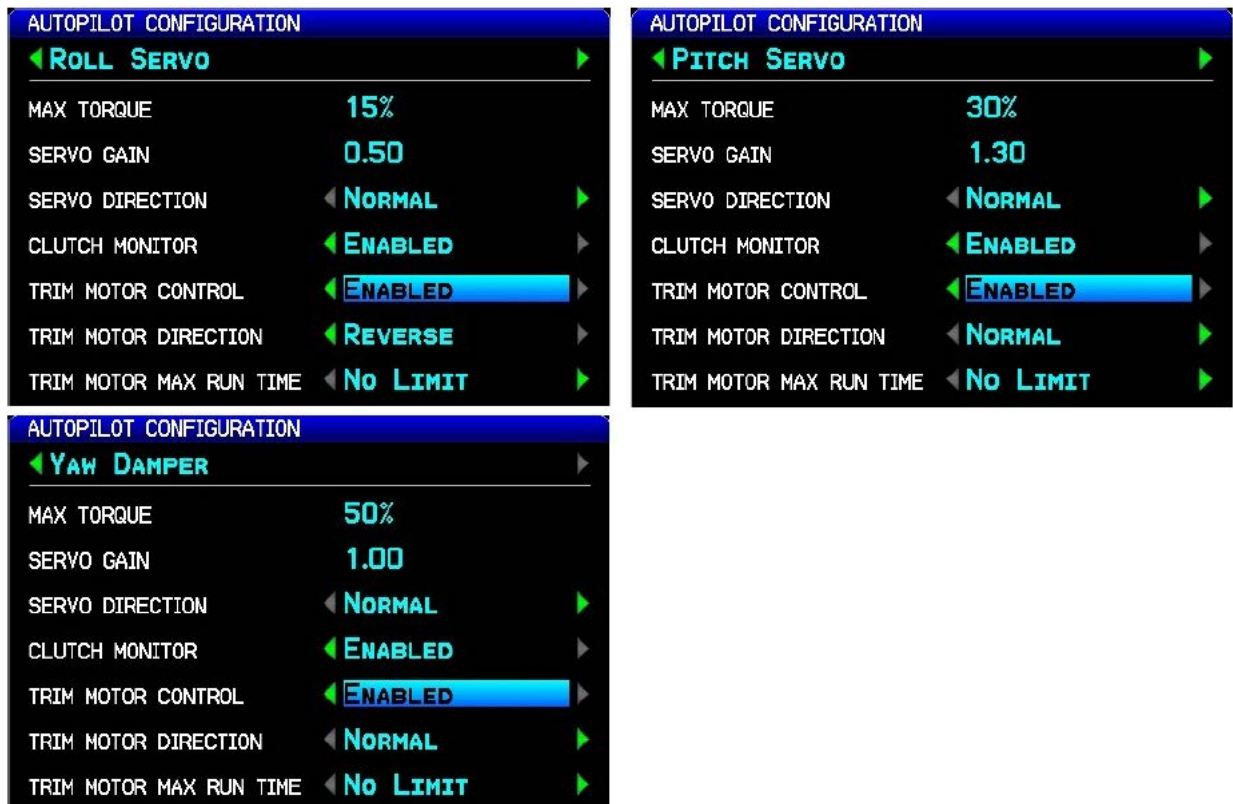 AUTOPILOT CONFIGURATION
ROLL SERVO
MAX TORQUE 15%
SERVO GAIN 0.50
SERVO DIRECTION NORMAL
CLUTCH MONITOR ENABLED
TRIM MOTOR CONTROL ENABLED
TRIM MOTOR DIRECTION REVERSE
TRIM MOTOR MAX RUN TIME NO LIMIT
AUTOPILOT CONFIGURATION
PITCH SERVO
MAX TORQUE 30%
SERVO GAIN 1.30
SERVO DIRECTION NORMAL
CLUTCH MONITOR ENABLED
TRIM MOTOR CONTROL ENABLED
TRIM MOTOR DIRECTION NORMAL
TRIM MOTOR MAX RUN TIME NO LIMIT
AUTOPILOT CONFIGURATION
YAW DAMPER
MAX TORQUE 50%
SERVO GAIN 1.00
SERVO DIRECTION NORMAL
CLUTCH MONITOR ENABLED
TRIM MOTOR CONTROL ENABLED
TRIM MOTOR DIRECTION NORMAL
TRIM MOTOR MAX RUN TIME NO LIMIT